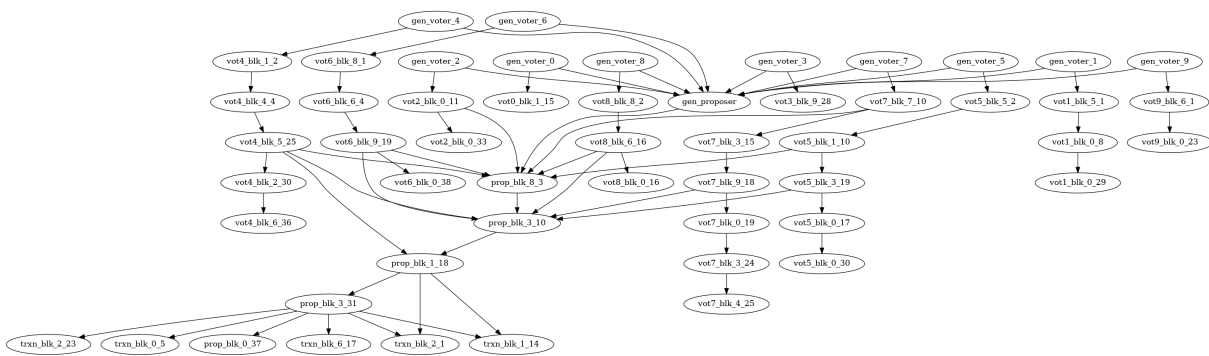 gen_voter_4
gen_voter_6
vot4_blk_1_2
vot6_blk_8_1
gen_voter_2
gen_voter_0
gen_voter_8
gen_voter_3
gen_voter_7
gen_voter_5
gen_voter_1
gen_voter_9
vot4_blk_4_4
vot6_blk_6_4
vot2_blk_0_11
vot0_blk_1_15
vot8_blk_8_2
gen_proposer
vot3_blk_9_28
vot7_blk_7_10
vot5_blk_5_2
vot1_blk_5_1
vot9_blk_6_1
vot4_blk_5_25
vot6_blk_9_19
vot2_blk_0_33
vot8_blk_6_16
vot7_blk_3_15
vot5_blk_1_10
vot1_blk_0_8
vot9_blk_0_23
vot4_blk_2_30
vot6_blk_0_38
prop_blk_8_3
vot8_blk_0_16
vot7_blk_9_18
vot5_blk_3_19
vot1_blk_0_29
vot4_blk_6_36
prop_blk_3_10
vot7_blk_0_19
vot5_blk_0_17
prop_blk_1_18
vot7_blk_3_24
vot5_blk_0_30
prop_blk_3_31
vot7_blk_4_25
trxn_blk_2_23
trxn_blk_0_5
prop_blk_0_37
trxn_blk_6_17
trxn_blk_2_1
trxn_blk_1_14